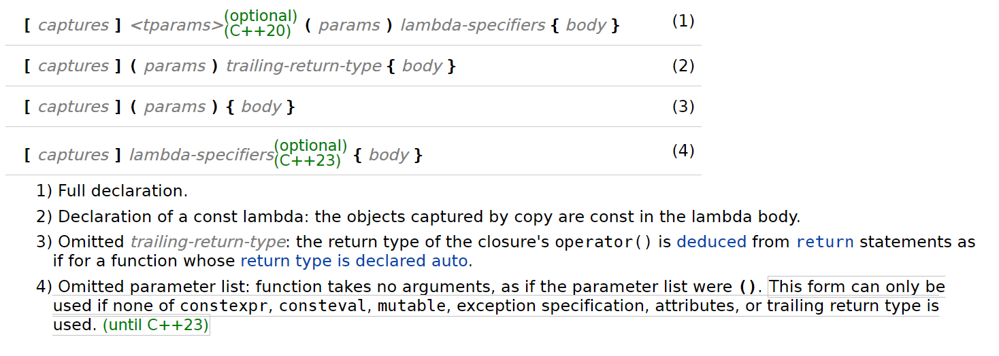 [ captures ] <tparams>(optional)(C++20) ( params ) lambda-specifiers { body } (1)
[ captures ] ( params ) trailing-return-type { body } (2)
[ captures ] ( params ) { body } (3)
[ captures ] lambda-specifiers(optional)(C++23) { body } (4)
1) Full declaration.
2) Declaration of a const lambda: the objects captured by copy are const in the lambda body.
3) Omitted trailing-return-type: the return type of the closure's operator() is deduced from return statements as
if for a function whose return type is declared auto.
4) Omitted parameter list: function takes no arguments, as if the parameter list were (). This form can only be
used if none of constexpr, consteval, mutable, exception specification, attributes, or trailing return type is
used. (until C++23)